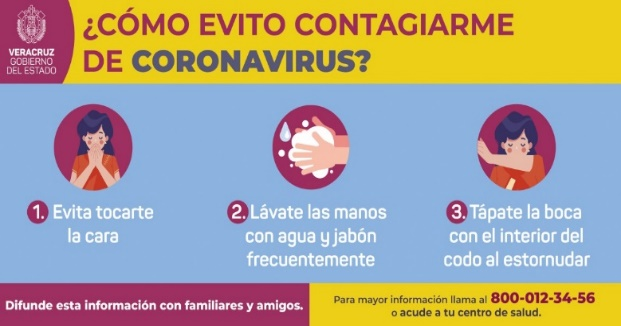 VERACRUZ
GOBIERNO
DEL ESTADO
¿CÓMO EVITO CONTAGIARME
DE CORONAVIRUS?
1. Evita tocarte
la cara
2. Lávate las manos
con agua y jabón
frecuentemente
3. Tápate la boca
con el interior del
codo al estornudar
Difunde esta información con familiares y amigos.
Para mayor información llama al 800-012-34-56
o acude a tu centro de salud.